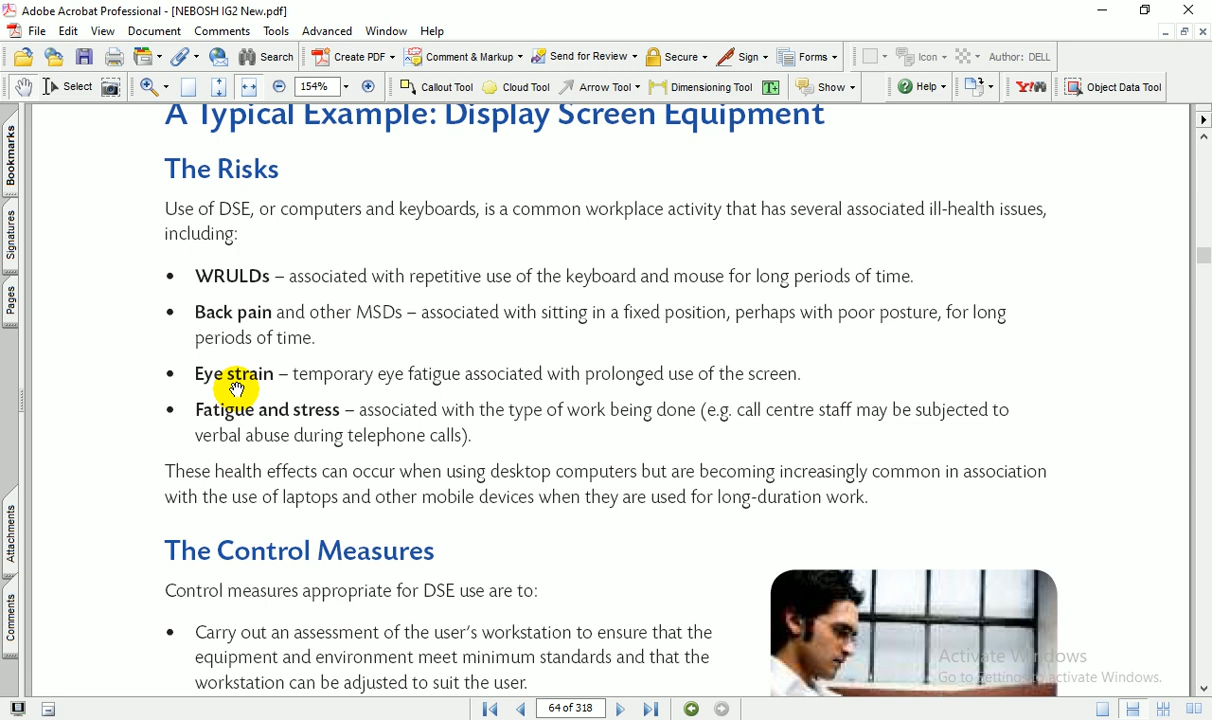 Adobe Acrobat Professional - [NEBOSH IG2 New.pdf]
File Edit View Document Comments Tools Advanced Window Help
Search Create PDF Comment & Markup Send for Review Secure Sign Forms Icon Author: DELL
Select 154% Callout Tool Cloud Tool Arrow Tool Dimensioning Tool T Show Help Y! Object Data Tool
Bookmarks
Signatures
Pages
Attachments
Comments
A Typical Example: Display Screen Equipment
The Risks
Use of DSE, or computers and keyboards, is a common workplace activity that has several associated ill-health issues,
including:
• WRULDs – associated with repetitive use of the keyboard and mouse for long periods of time.
• Back pain and other MSDs – associated with sitting in a fixed position, perhaps with poor posture, for long
periods of time.
• Eye strain – temporary eye fatigue associated with prolonged use of the screen.
• Fatigue and stress – associated with the type of work being done (e.g. call centre staff may be subjected to
verbal abuse during telephone calls).
These health effects can occur when using desktop computers but are becoming increasingly common in association
with the use of laptops and other mobile devices when they are used for long-duration work.
The Control Measures
Control measures appropriate for DSE use are to:
• Carry out an assessment of the user's workstation to ensure that the
equipment and environment meet minimum standards and that the
workstation can be adjusted to suit the user.
Activate Windows
Go to Settings to activate Windows.
64 of 318